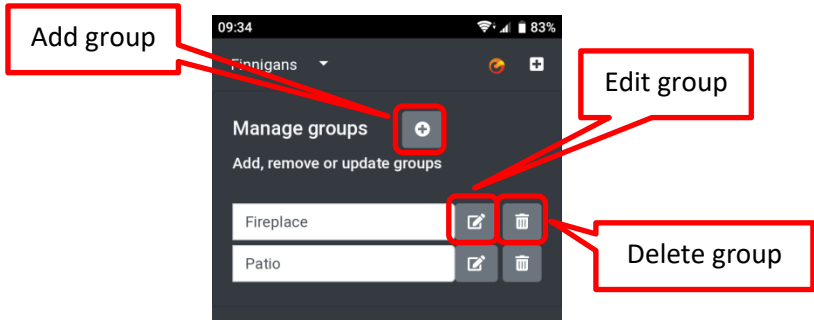 Add group
09:34
83%
Finnigans
Edit group
Manage groups
Add, remove or update groups
Fireplace
Patio
Delete group